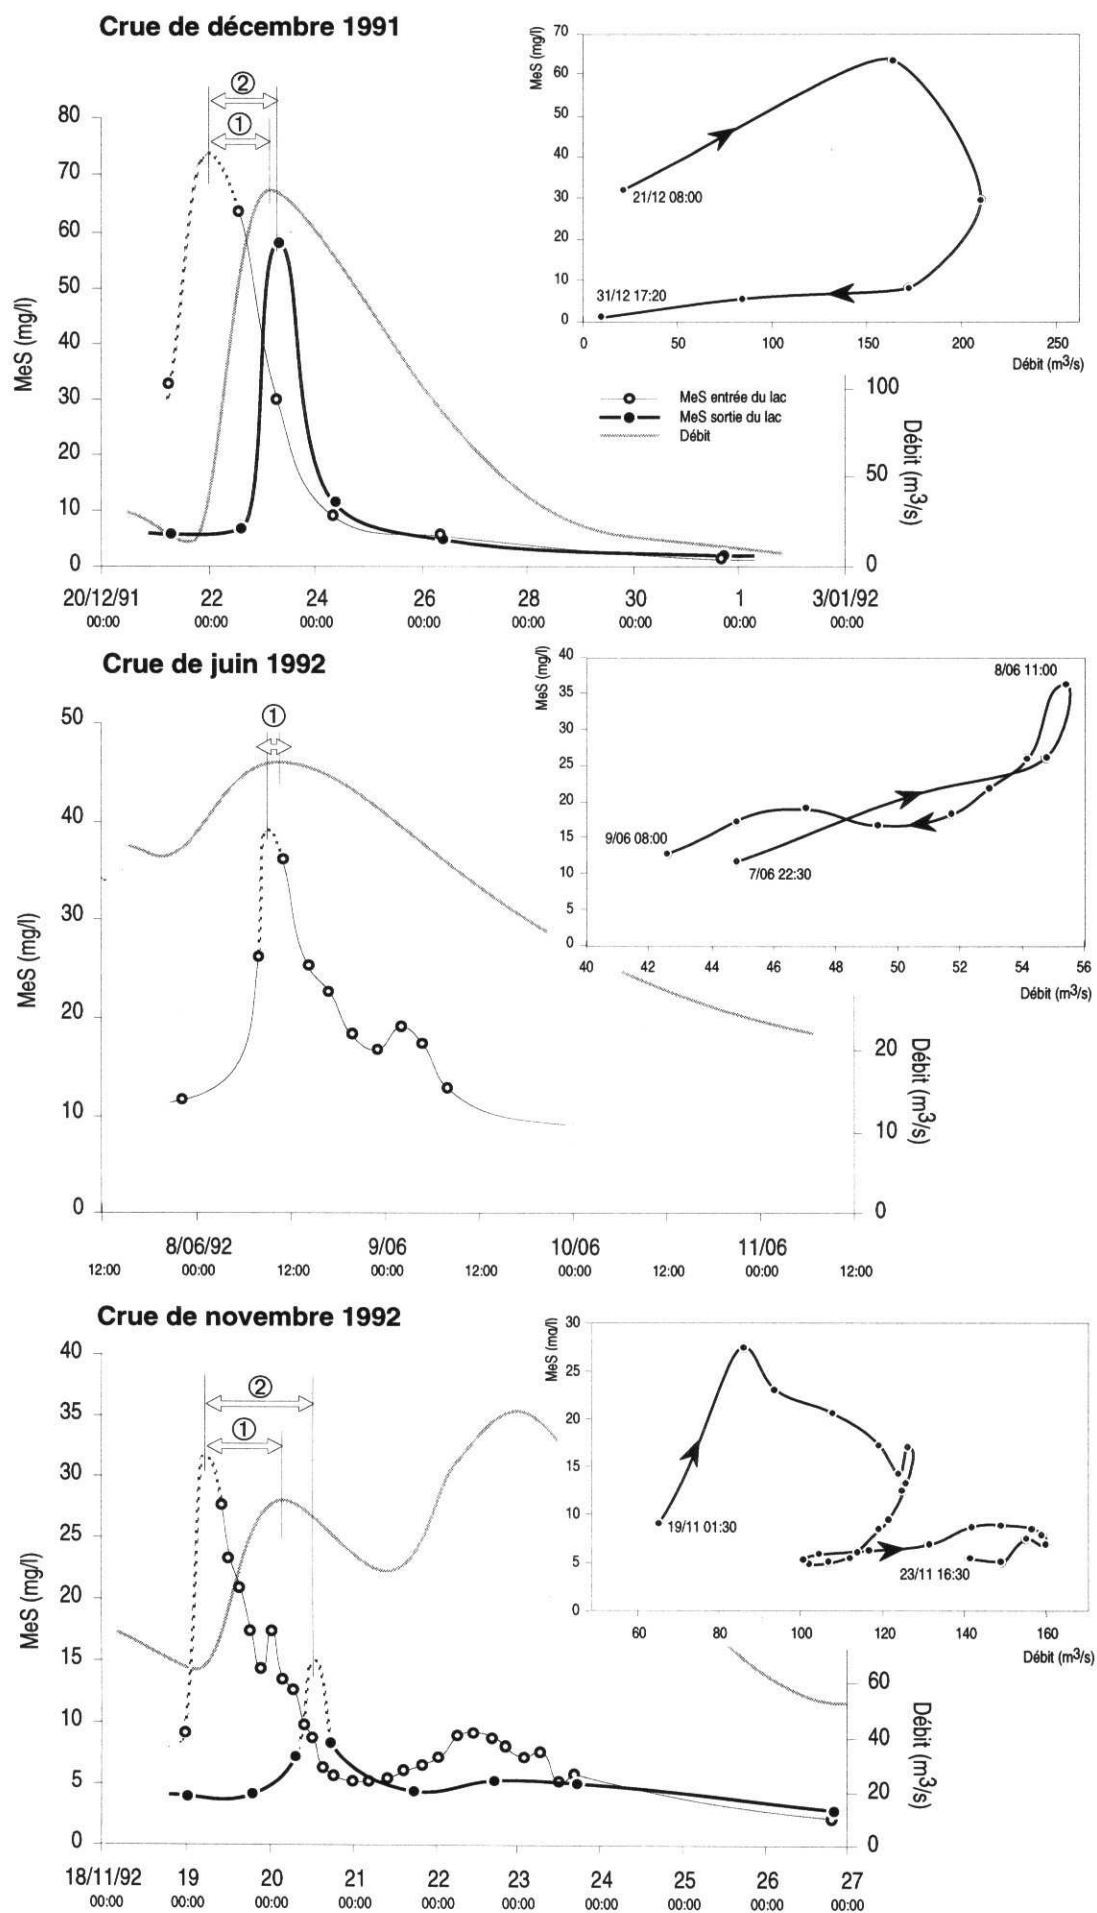 Crue de décembre 1991
②
①
80
70
60
50
40
30
20
10
0
MeS (mg/l)
20/12/91 22 24 26 28 30 1 3/01/92
00:00 00:00 00:00 00:00 00:00 00:00 00:00 00:00
100
50
0
Débit (m3/s)
MeS entrée du lac
MeS sortie du lac
Débit
MeS (mg/l)
70
60
50
40
30
20
10
0
21/12 08:00
31/12 17:20
0 50 100 150 200 250
Débit (m3/s)
Crue de juin 1992
①
50
40
30
20
10
0
MeS (mg/l)
8/06/92 9/06 10/06 11/06
12:00 00:00 12:00 00:00 12:00 00:00 12:00 00:00 12:00
20
10
0
Débit (m3/s)
MeS (mg/l)
40
35
30
25
20
15
10
5
0
8/06 11:00
9/06 08:00
7/06 22:30
40 42 44 46 48 50 52 54 56
Débit (m3/s)
Crue de novembre 1992
②
①
40
35
30
25
20
15
10
5
0
MeS (mg/l)
18/11/92 19 20 21 22 23 24 25 26 27
00:00 00:00 00:00 00:00 00:00 00:00 00:00 00:00 00:00 00:00
60
40
20
0
Débit (m3/s)
MeS (mg/l)
30
25
20
15
10
5
0
19/11 01:30
23/11 16:30
60 80 100 120 140 160
Débit (m3/s)